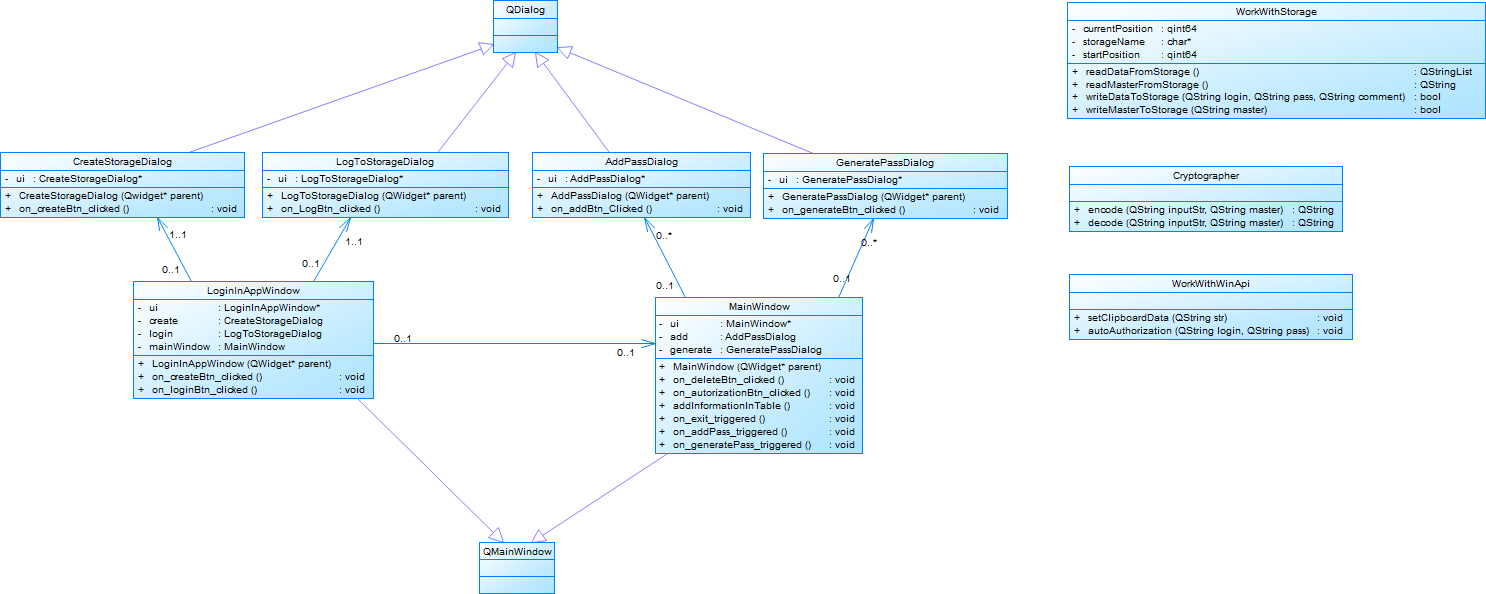 QDialog
WorkWithStorage
- currentPosition : qint64
- storageName : char*
- startPosition : qint64
+ readDataFromStorage () : QStringList
+ readMasterFromStorage () : QString
+ writeDataToStorage (QString login, QString pass, QString comment) : bool
+ writeMasterToStorage (QString master) : bool
CreateStorageDialog
- ui : CreateStorageDialog*
+ CreateStorageDialog (QWidget* parent)
+ on_createBtn_clicked () : void
LogToStorageDialog
- ui : LogToStorageDialog*
+ LogToStorageDialog (QWidget* parent)
+ on_LogBtn_clicked () : void
AddPassDialog
- ui : AddPassDialog*
+ AddPassDialog (QWidget* parent)
+ on_addBtn_Clicked () : void
GeneratePassDialog
- ui : GeneratePassDialog*
+ GeneratePassDialog (QWidget* parent)
+ on_generateBtn_clicked () : void
Cryptographer
+ encode (QString inputStr, QString master) : QString
+ decode (QString inputStr, QString master) : QString
1..1
0..1
1..1
0..1
0..*
0..1
0..*
0..1
LoginInAppWindow
- ui : LoginInAppWindow*
- create : CreateStorageDialog
- login : LogToStorageDialog
- mainWindow : MainWindow
+ LoginInAppWindow (QWidget* parent)
+ on_createBtn_clicked () : void
+ on_loginBtn_clicked () : void
0..1
0..1
MainWindow
- ui : MainWindow*
- add : AddPassDialog
- generate : GeneratePassDialog
+ MainWindow (QWidget* parent)
+ on_deleteBtn_clicked () : void
+ on_autorizationBtn_clicked () : void
+ addInformationInTable () : void
+ on_exit_triggered () : void
+ on_addPass_triggered () : void
+ on_generatePass_triggered () : void
WorkWithWinApi
+ setClipboardData (QString str) : void
+ autoAuthorization (QString login, QString pass) : void
QMainWindow